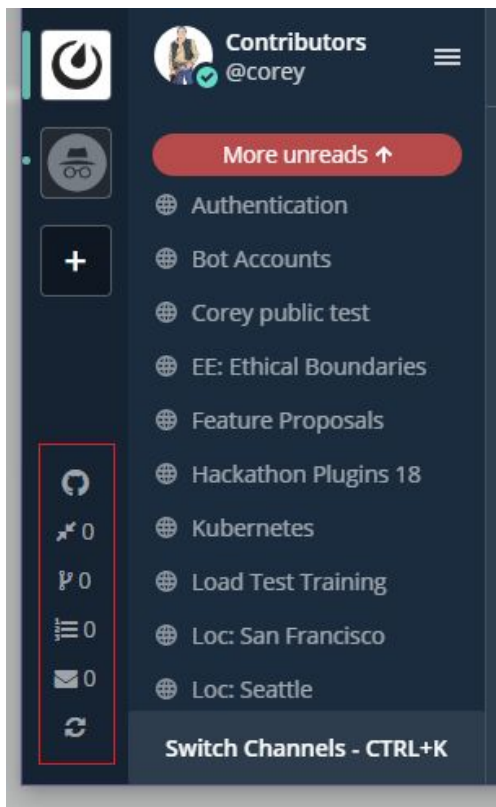 Contributors
@corey
More unreads ↑
Authentication
+
Bot Accounts
Corey public test
EE: Ethical Boundaries
Feature Proposals
Hackathon Plugins 18
0
Kubernetes
0
Load Test Training
0
Loc: San Francisco
0
Loc: Seattle
Switch Channels - CTRL+K